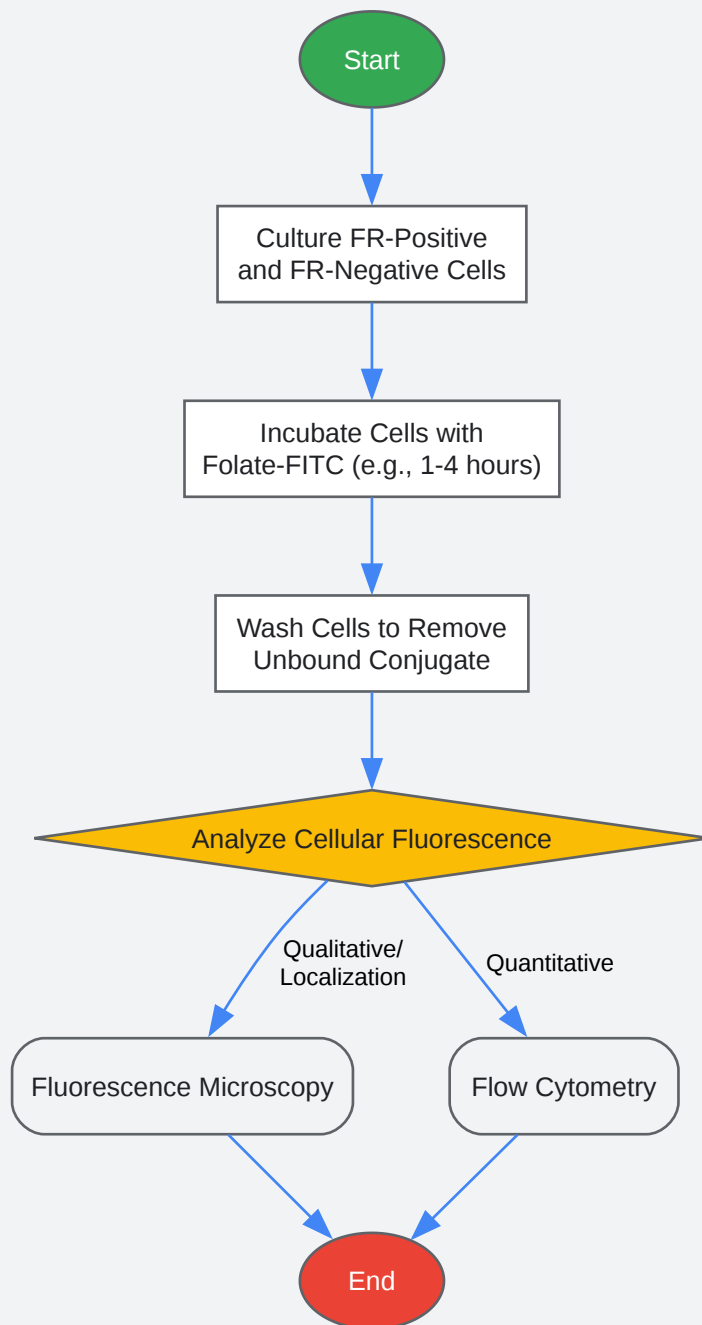 Start
Culture FR-Positive
and FR-Negative Cells
Incubate Cells with
Folate-FITC (e.g., 1-4 hours)
Wash Cells to Remove
Unbound Conjugate
Analyze Cellular Fluorescence
Qualitative/
Localization
Quantitative
Fluorescence Microscopy
Flow Cytometry
End